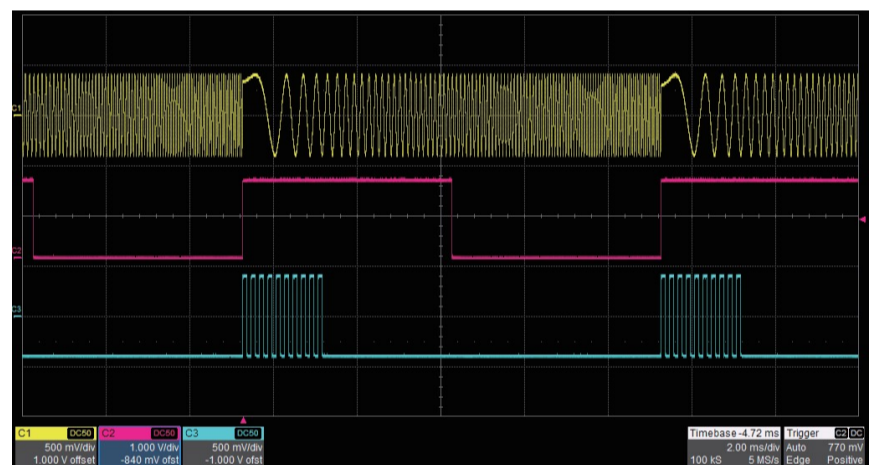 C1
C2
C3
C1 DC50
500 mV/div
1.000 V offset
C2 DC50
1.000 V/div
-840 mV ofst
C3 DC50
500 mV/div
-1.000 V ofst
Timebase -4.72 ms
2.00 ms/div
100 kS 5 MS/s
Trigger C2 DC
Auto 770 mV
Edge Positive